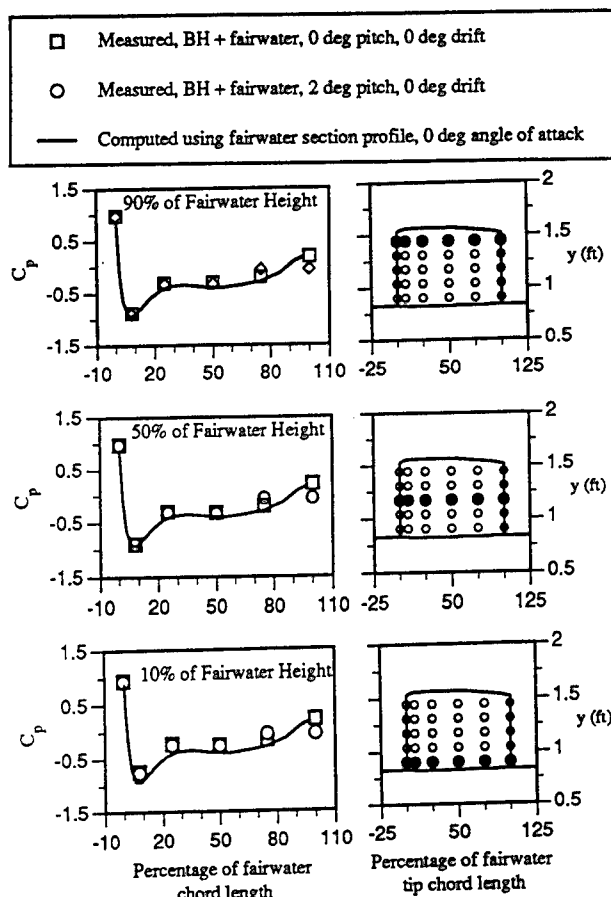 Measured, BH + fairwater, 0 deg pitch, 0 deg drift
Measured, BH + fairwater, 2 deg pitch, 0 deg drift
Computed using fairwater section profile, 0 deg angle of attack
90% of Fairwater Height
1.5
0.5
-0.5
-1.5
Cp
-10 20 50 80 110
2
1.5
1
0.5
y (ft)
-25 50 125
50% of Fairwater Height
1.5
0.5
-0.5
-1.5
Cp
-10 20 50 80 110
2
1.5
1
0.5
y (ft)
-25 50 125
10% of Fairwater Height
1.5
0.5
-0.5
-1.5
Cp
-10 20 50 80 110
Percentage of fairwater
chord length
2
1.5
1
0.5
y (ft)
-25 50 125
Percentage of fairwater
tip chord length